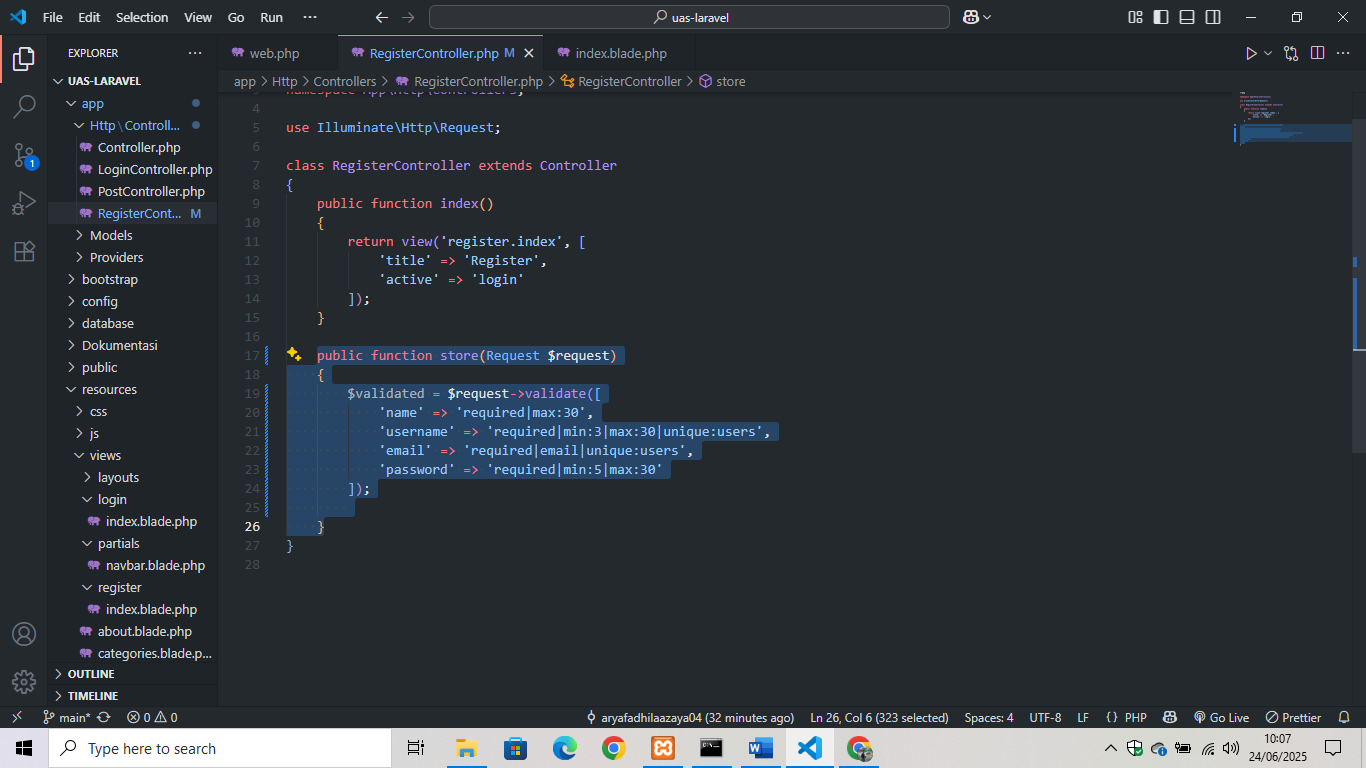 File Edit Selection View Go Run ··· uas-laravel
EXPLORER ···
web.php RegisterController.php M index.blade.php
UAS-LARAVEL
app
Http\Controll...
Controller.php
LoginController.php
PostController.php
RegisterCont... M
Models
Providers
bootstrap
config
database
Dokumentasi
public
resources
css
js
views
layouts
login
index.blade.php
partials
navbar.blade.php
register
index.blade.php
about.blade.php
categories.blade.p...
OUTLINE
TIMELINE
1
app > Http > Controllers > RegisterController.php > RegisterController > store
namespace App\Http\Controllers;
4
5 use Illuminate\Http\Request;
6
7 class RegisterController extends Controller
8 {
9 public function index()
10 {
11 return view('register.index', [
12 'title' => 'Register',
13 'active' => 'login'
14 ]);
15 }
16
17 public function store(Request $request)
18 {
19 $validated = $request->validate([
20 'name' => 'required|max:30',
21 'username' => 'required|min:3|max:30|unique:users',
22 'email' => 'required|email|unique:users',
23 'password' => 'required|min:5|max:30'
24 ]);
25
26 }
27 }
28
main* 0 0 aryafadhilaazaya04 (32 minutes ago) Ln 26, Col 6 (323 selected) Spaces: 4 UTF-8 LF {} PHP Go Live Prettier
Type here to search
10:07
24/06/2025